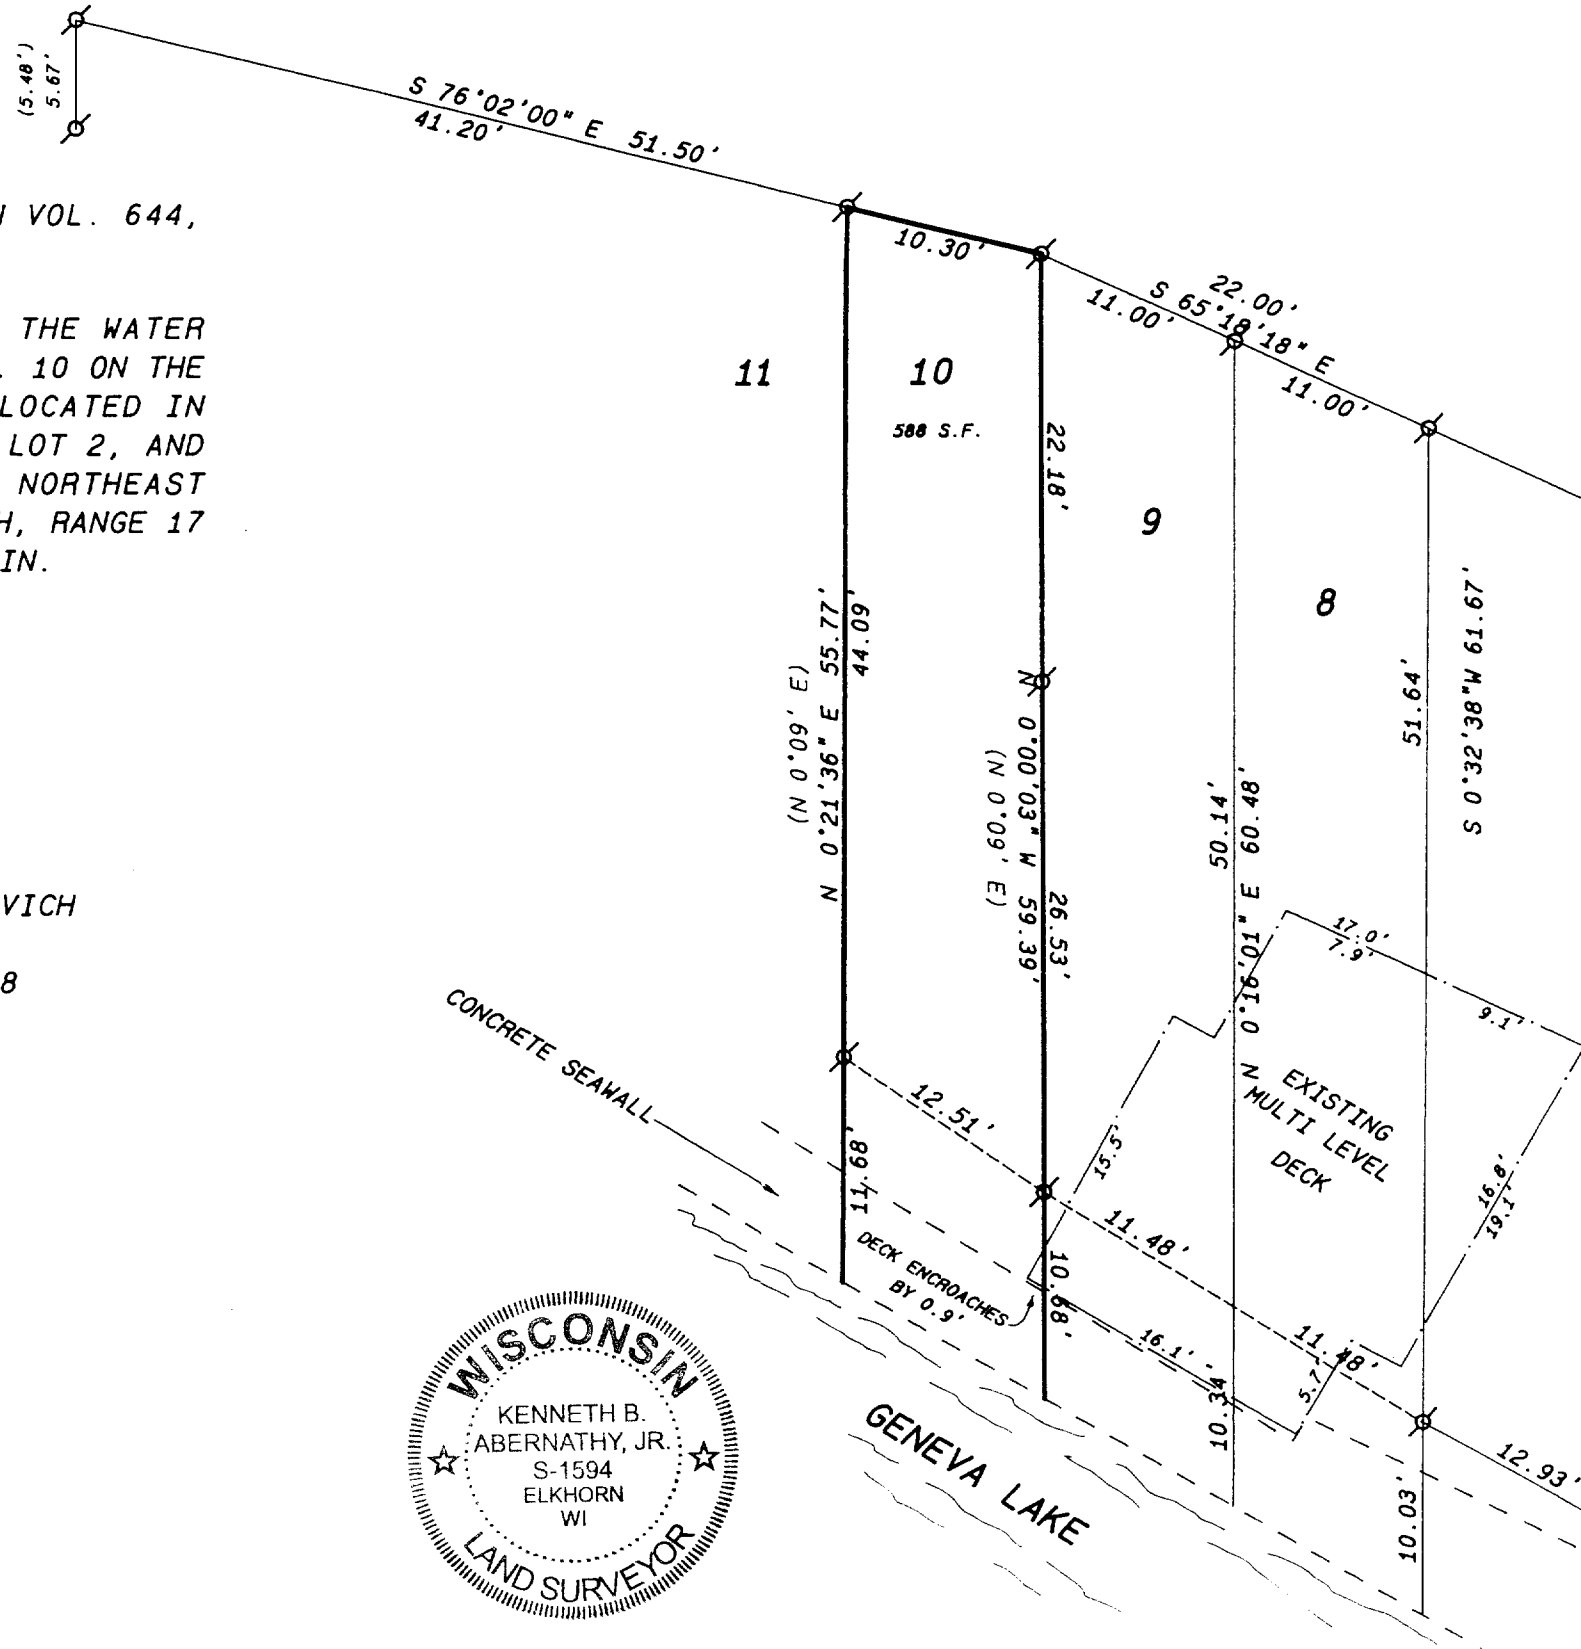 (5.48')
5.67'
S 76°02'00" E 51.50'
41.20'
VOL. 644,
THE WATER
10 ON THE
LOCATED IN
LOT 2, AND
NORTHEAST
H, RANGE 17
IN.
VICH
8
10.30'
22.00'
S 65°18'18" E
11.00'
11.00'
11
10
588 S.F.
9
8
22.18'
N 0°21'36" E 55.77'
44.09'
(N 0.09' E)
N 0°00'03" W 59.39'
(N 0°09' E)
26.53'
50.14'
N 0°16'01" E 60.48'
51.64'
S 0°32'38" W 61.67'
17.0'
7.9'
9.1'
EXISTING
MULTI LEVEL
DECK
15.5'
16.8'
19.1'
CONCRETE SEAWALL
12.51'
11.68'
11.48'
DECK ENCROACHES
BY 0.9'
10.68'
16.1'
11.48'
5.7'
10.34'
12.93'
10.03'
GENEVA LAKE
WISCONSIN
KENNETH B.
ABERNATHY, JR.
S-1594
ELKHORN
WI
LAND SURVEYOR